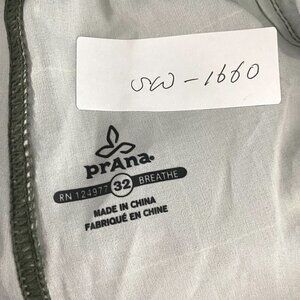 SW-1660
prAna
RN 124977 32 BREATHE
MADE IN CHINA
FABRIQUÉ EN CHINE